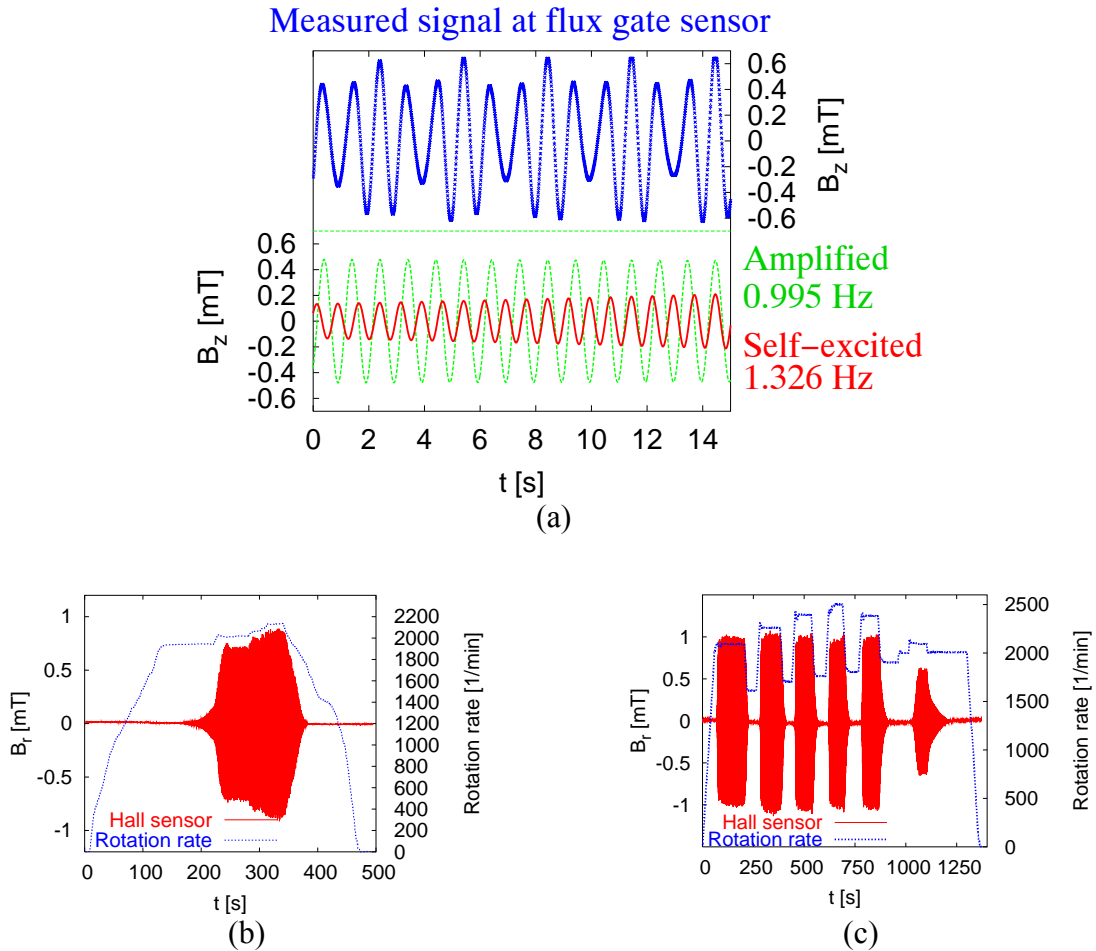 Measured signal at flux gate sensor
0.6
0.4
0.2
0
-0.2
-0.4
-0.6
B_z [mT]
0.6
0.4
0.2
0
-0.2
-0.4
-0.6
B_z [mT]
Amplified
0.995 Hz
Self-excited
1.326 Hz
0 2 4 6 8 10 12 14
t [s]
(a)
1
0.5
0
-0.5
-1
B_r [mT]
2200
2000
1800
1600
1400
1200
1000
800
600
400
200
0
Rotation rate [1/min]
Hall sensor
Rotation rate
0 100 200 300 400 500
t [s]
(b)
1
0.5
0
-0.5
-1
B_r [mT]
2500
2000
1500
1000
500
0
Rotation rate [1/min]
Hall sensor
Rotation rate
0 250 500 750 1000 1250
t [s]
(c)